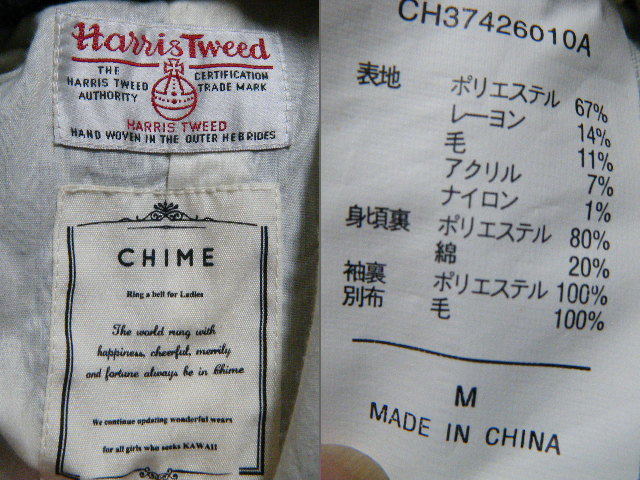 Harris Tweed
THE HARRIS TWEED AUTHORITY
CERTIFICATION TRADE MARK
HARRIS TWEED
HAND WOVEN IN THE OUTER HEBRIDES
CHIME
Ring a bell for Ladies
The world rung with
happiness, cheerful, merrily
and fortune always be in Chime
We continue updating wonderful wears
for all girls who seeks KAWAII
CH37426010A
表地 ポリエステル 67%
レーヨン 14%
毛 11%
アクリル 7%
ナイロン 1%
身頃裏 ポリエステル 80%
綿 20%
袖裏 ポリエステル 100%
別布 毛 100%
M
MADE IN CHINA